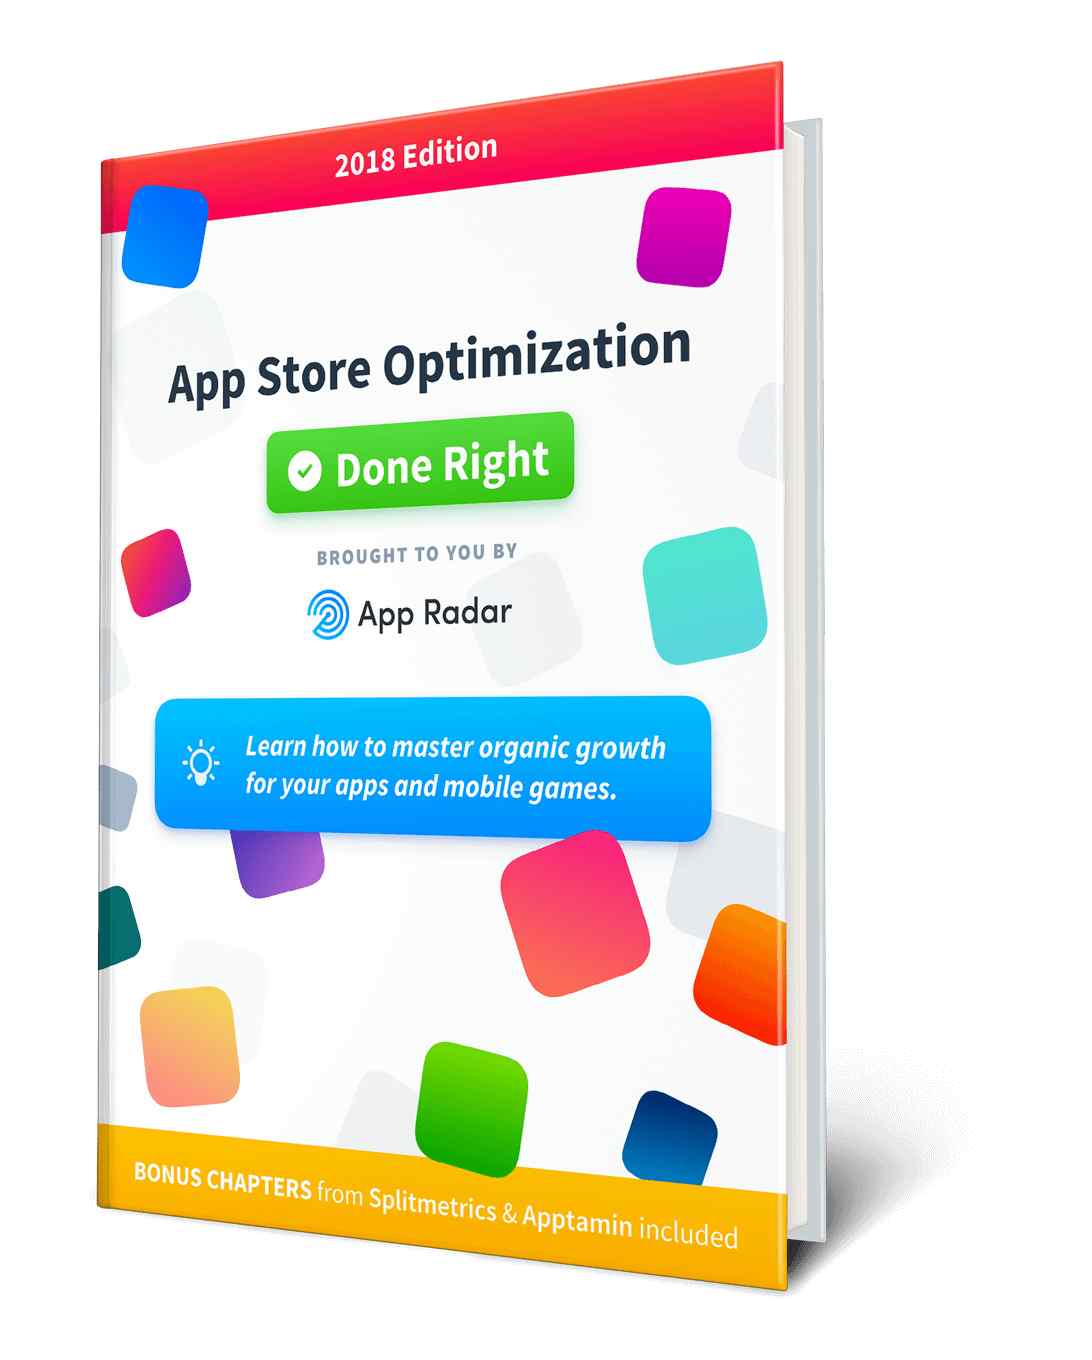 2018 Edition
App Store Optimization
Done Right
BROUGHT TO YOU BY
App Radar
Learn how to master organic growth
for your apps and mobile games.
BONUS CHAPTERS from Splitmetrics & Apptamin included